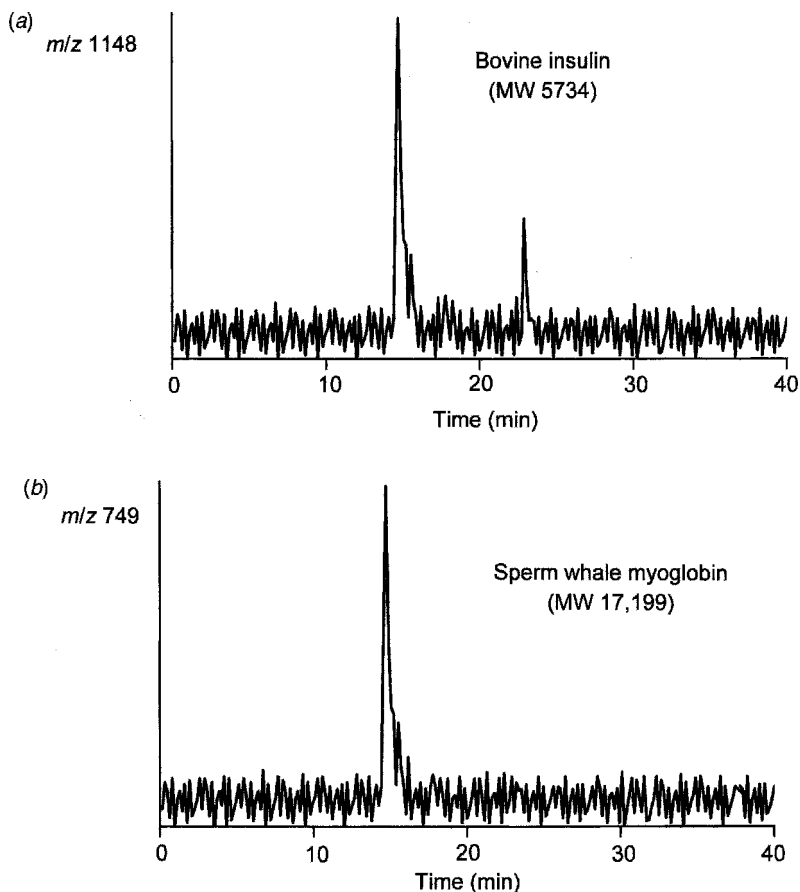 (a)
m/z 1148
Bovine insulin
(MW 5734)
0 10 20 30 40
Time (min)
(b)
m/z 749
Sperm whale myoglobin
(MW 17,199)
0 10 20 30 40
Time (min)